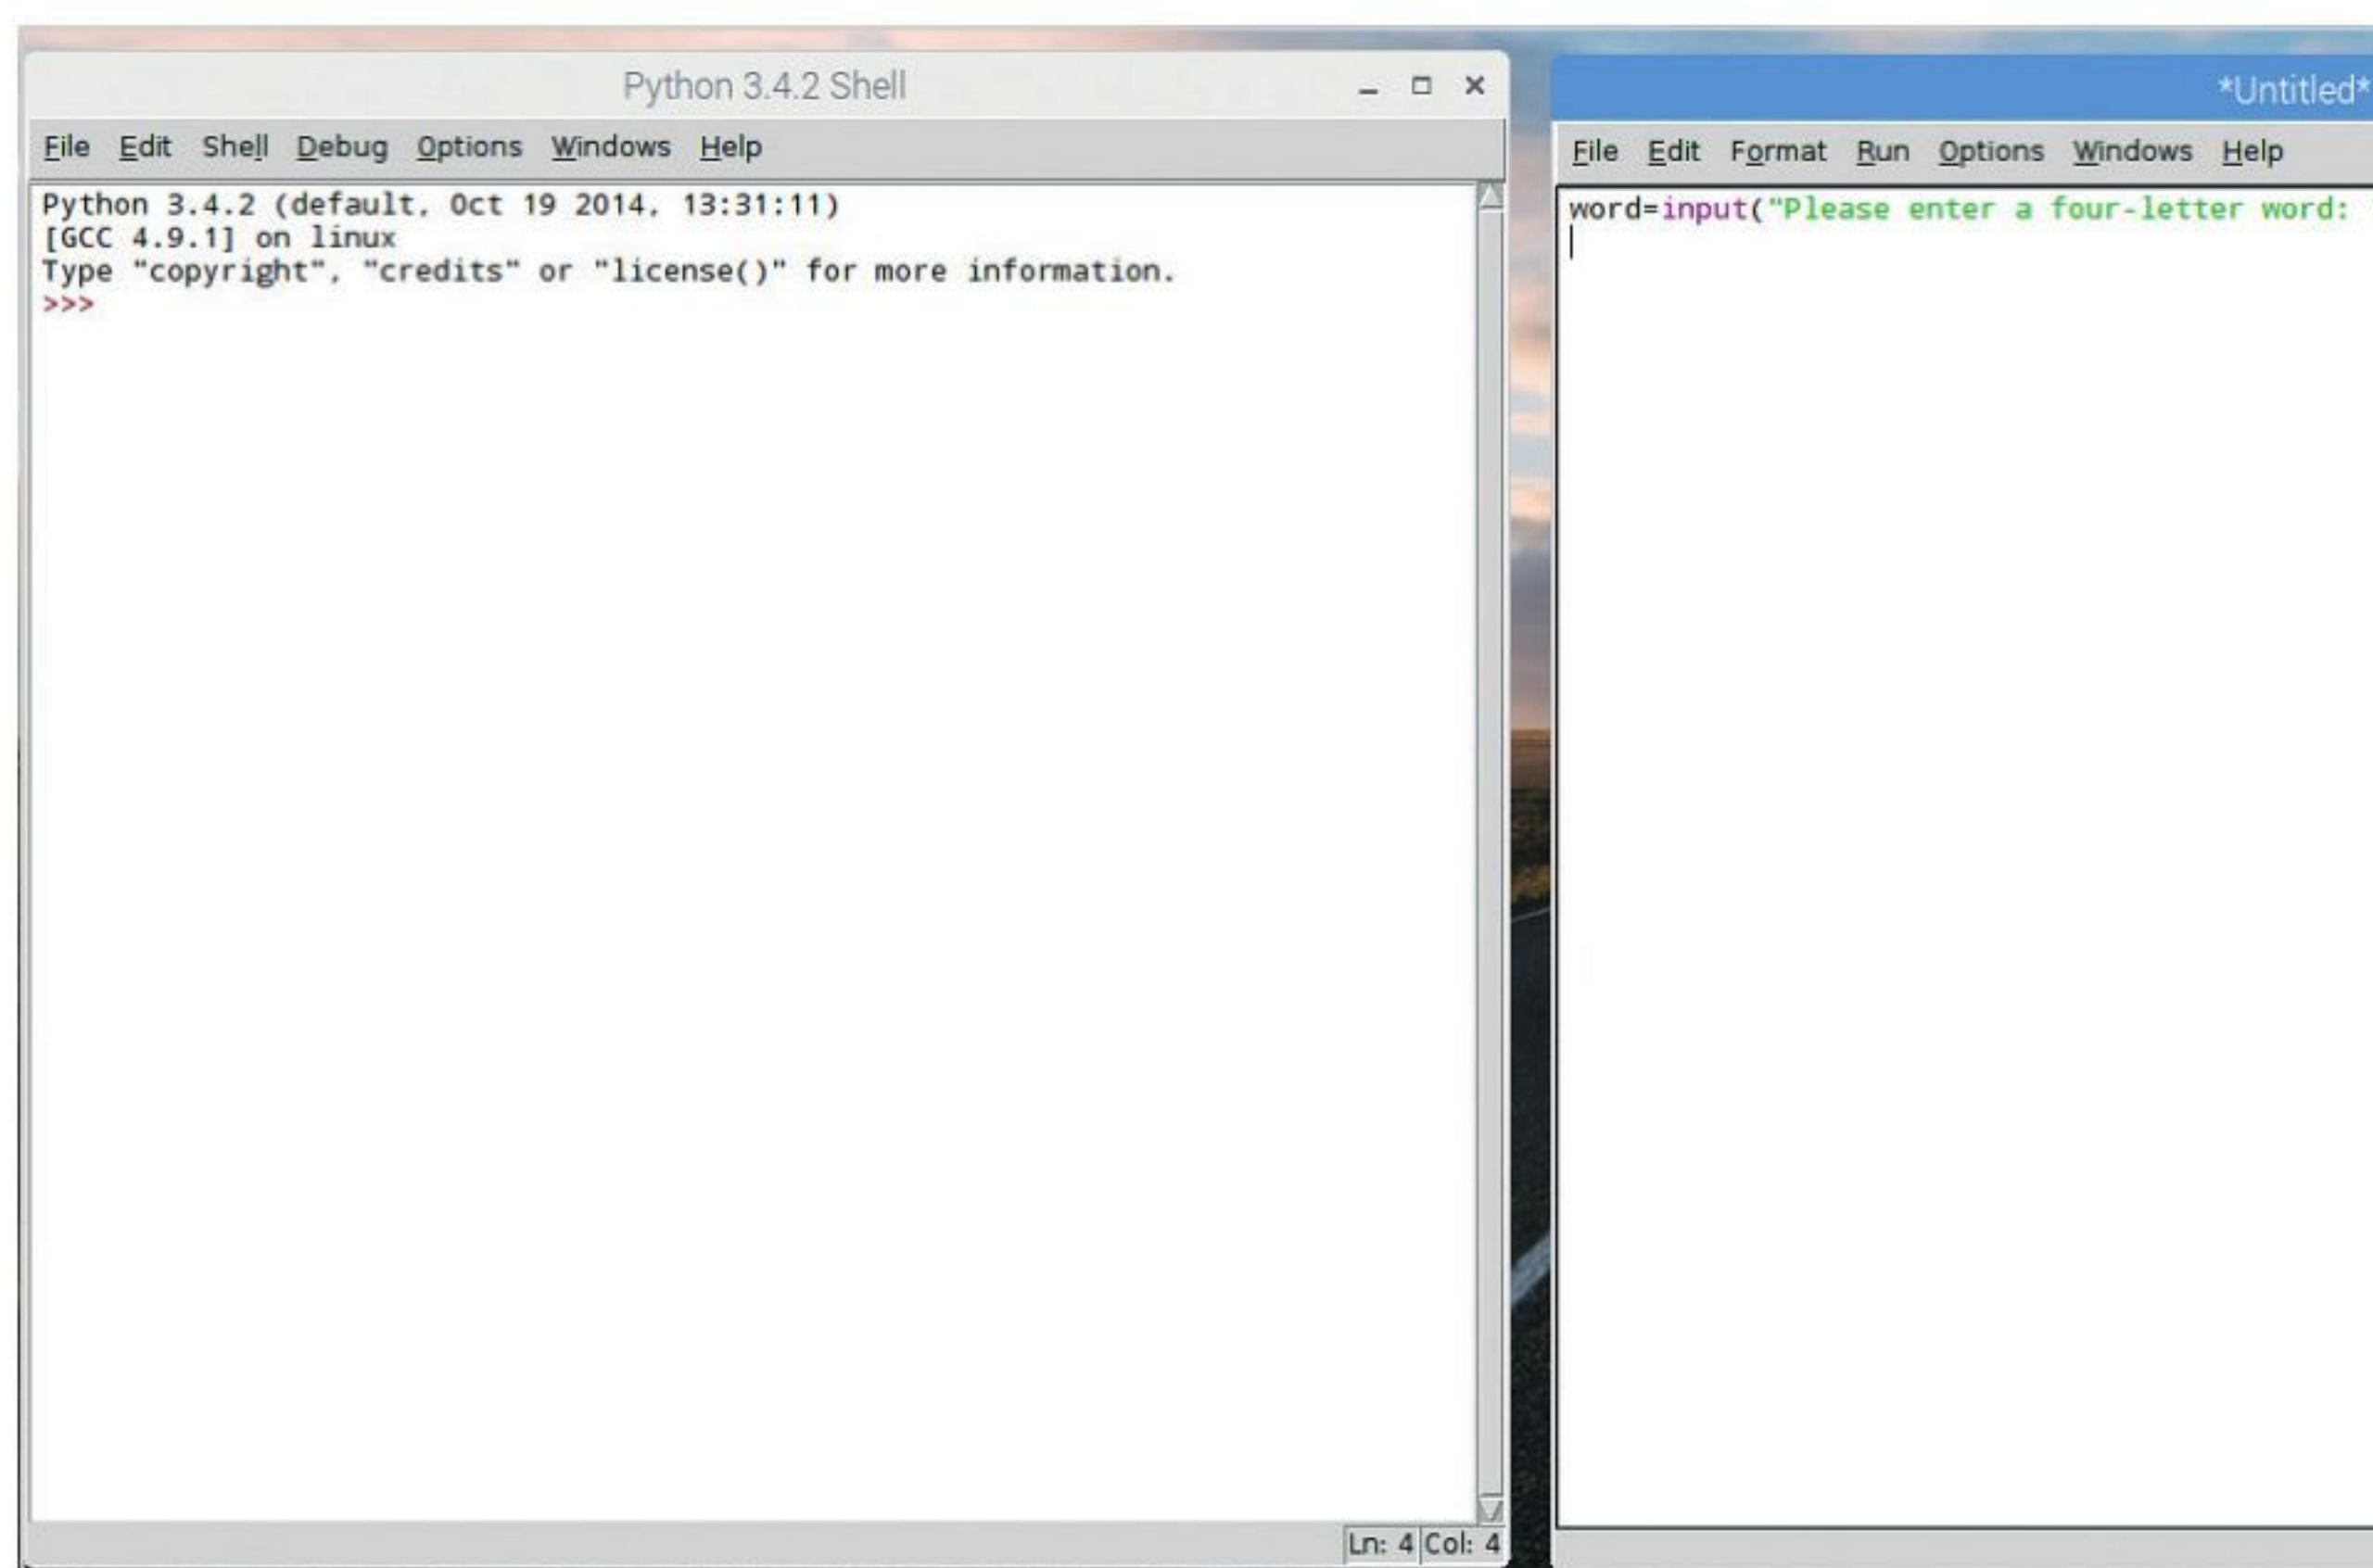 Python 3.4.2 Shell
File Edit Shell Debug Options Windows Help
Python 3.4.2 (default, Oct 19 2014, 13:31:11)
[GCC 4.9.1] on linux
Type "copyright", "credits" or "license()" for more information.
>>>
Ln: 4 Col: 4
*Untitled*
File Edit Format Run Options Windows Help
word=input("Please enter a four-letter word: